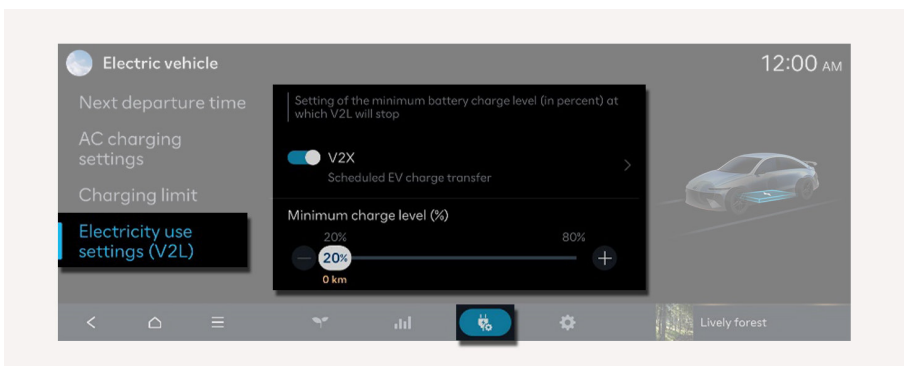 Electric vehicle
12:00 AM
Next departure time
AC charging
settings
Charging limit
Electricity use
settings (V2L)
Setting of the minimum battery charge level (in percent) at
which V2L will stop
V2X
Scheduled EV charge transfer
Minimum charge level (%)
20% 80%
20%
0 km
Lively forest